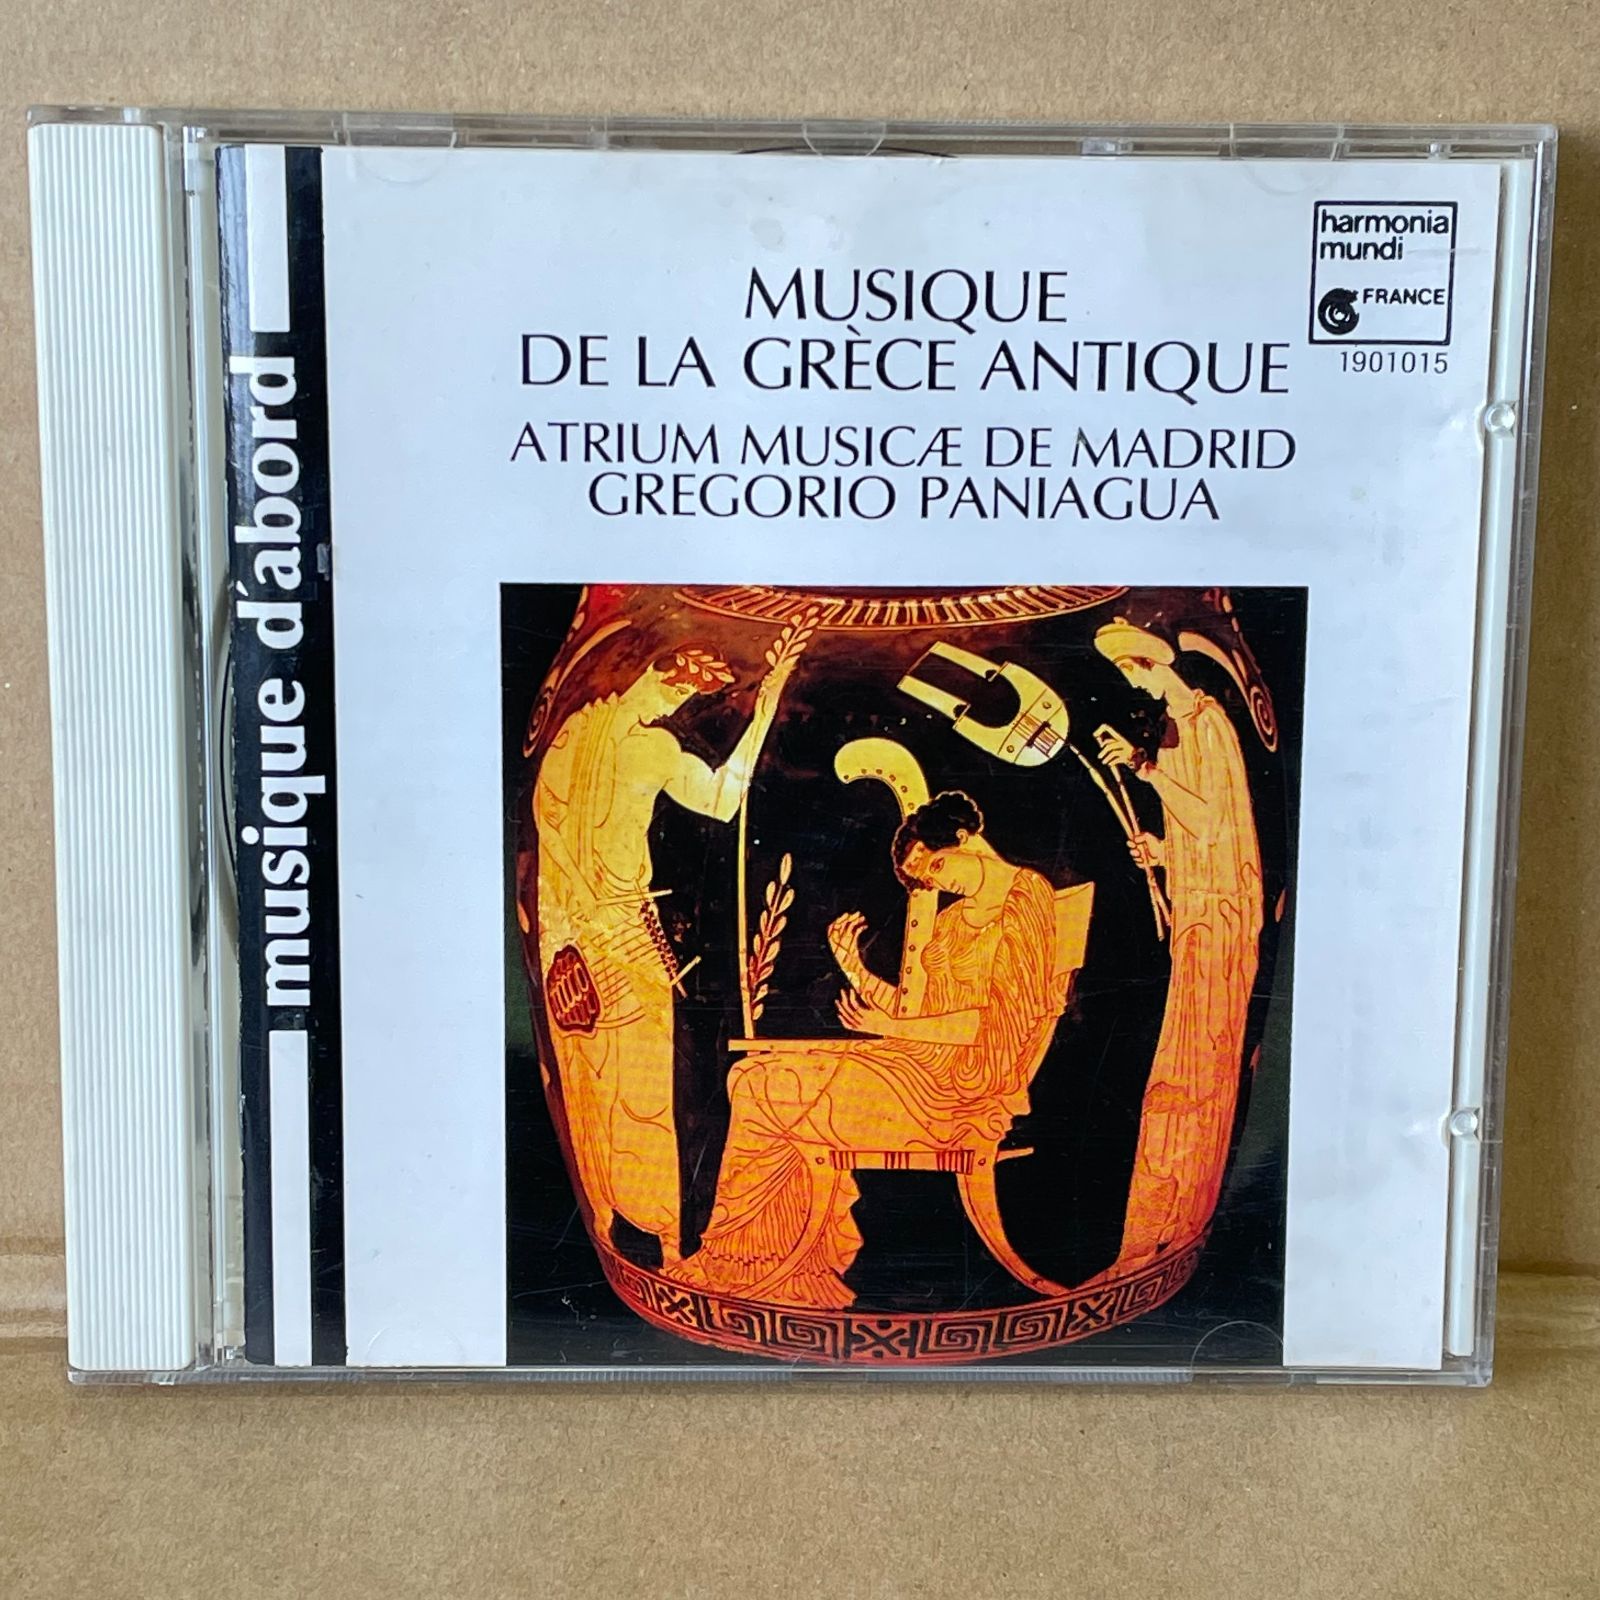 harmonia
mundi
FRANCE
1901015
MUSIQUE
DE LA GRÈCE ANTIQUE
ATRIUM MUSICÆ DE MADRID
GREGORIO PANIAGUA
musique d'abord